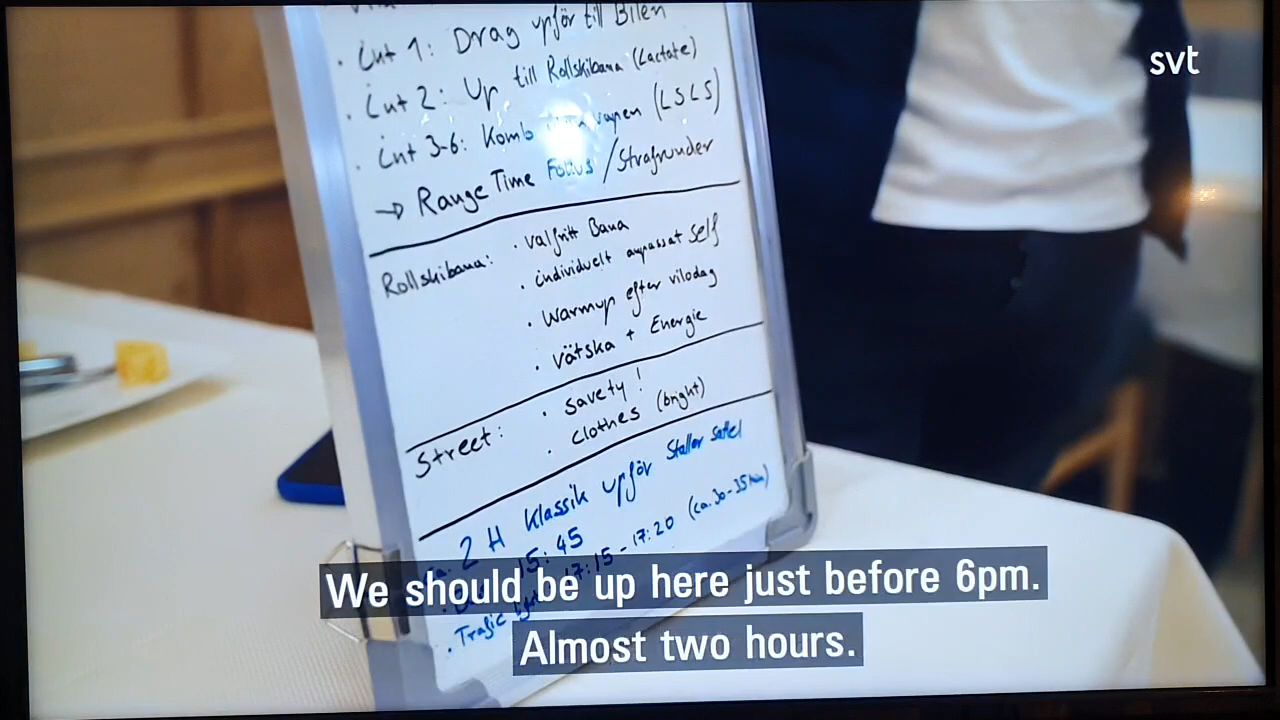 svt
· int 1: Drag uppför till Bilen
· int 2: Up till Rollskibana (Lactate)
· int 3-6: Komb (LSLS)
→ Range Time Focus / Strafrunder
Rollskibana: · valfritt Bana
· individuelt anpassat self
· Warmup efter vilodag
· vätska + Energie
Street: · savety!
· clothes (bright)
2 H Klassik uppför Staller Sattel
15:45
· Trafic 17:15 - 17:20 (ca. 30-35 min)
We should be up here just before 6pm.
Almost two hours.